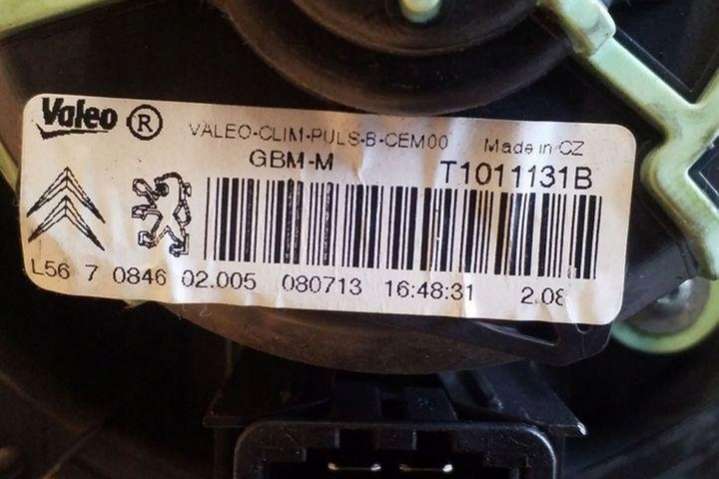 Valeo ® VALEO-CLIM-PULS-B-CEM00 Made in CZ
GBM-M T1011131B
L56 7 0846 02.005 080713 16:48:31 2.08